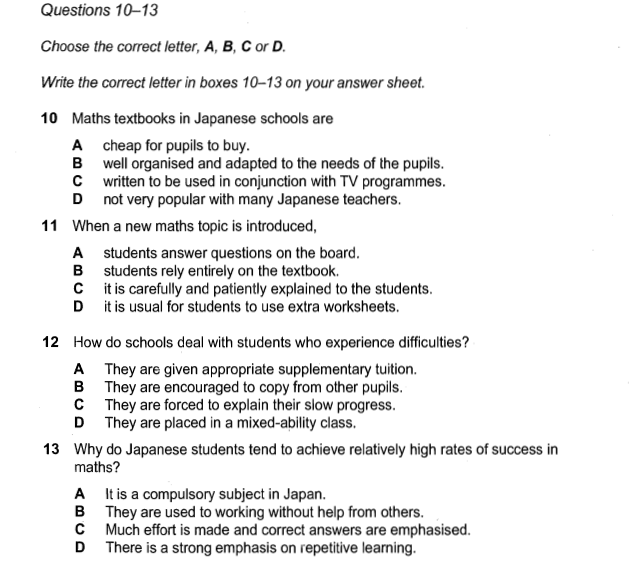 Questions 10–13
Choose the correct letter, A, B, C or D.
Write the correct letter in boxes 10–13 on your answer sheet.
10 Maths textbooks in Japanese schools are
A cheap for pupils to buy.
B well organised and adapted to the needs of the pupils.
C written to be used in conjunction with TV programmes.
D not very popular with many Japanese teachers.
11 When a new maths topic is introduced,
A students answer questions on the board.
B students rely entirely on the textbook.
C it is carefully and patiently explained to the students.
D it is usual for students to use extra worksheets.
12 How do schools deal with students who experience difficulties?
A They are given appropriate supplementary tuition.
B They are encouraged to copy from other pupils.
C They are forced to explain their slow progress.
D They are placed in a mixed-ability class.
13 Why do Japanese students tend to achieve relatively high rates of success in
maths?
A It is a compulsory subject in Japan.
B They are used to working without help from others.
C Much effort is made and correct answers are emphasised.
D There is a strong emphasis on repetitive learning.